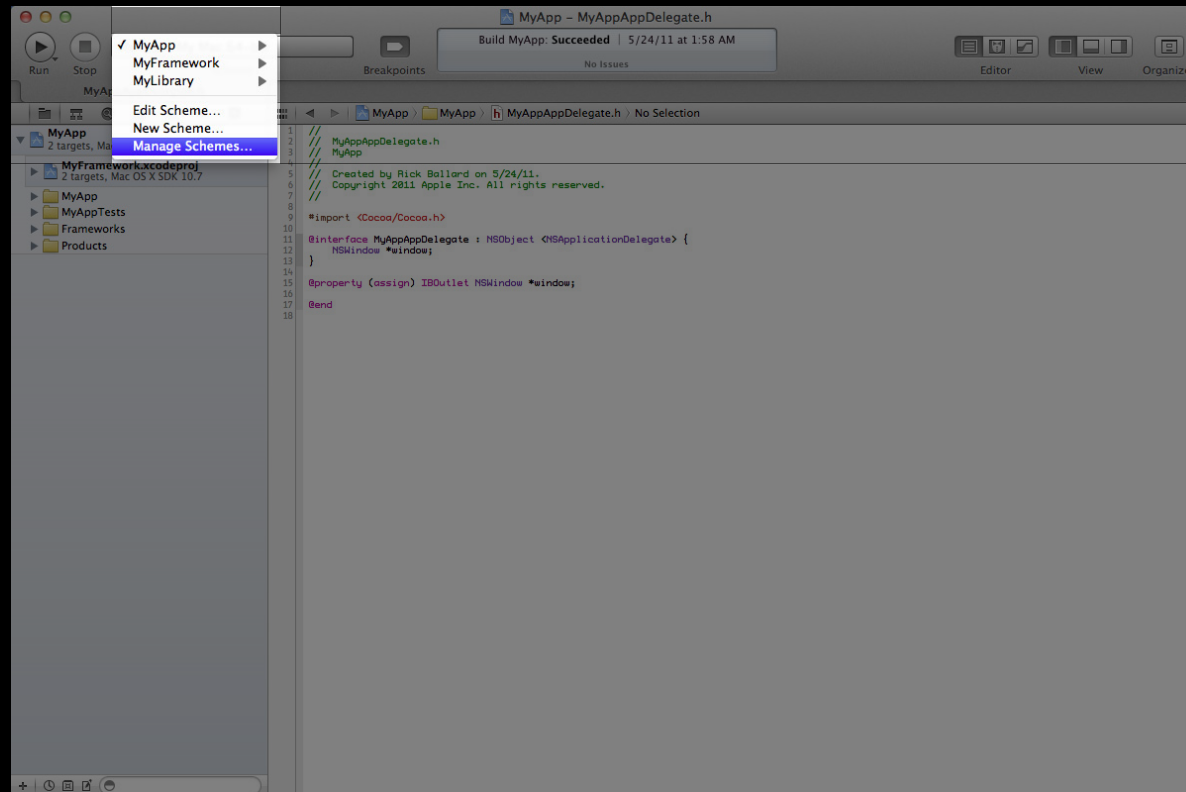 MyApp – MyAppAppDelegate.h
✓ MyApp
MyFramework
MyLibrary
Edit Scheme...
New Scheme...
Manage Schemes...
Run
Stop
Breakpoints
Build MyApp: Succeeded | 5/24/11 at 1:58 AM
No Issues
Editor
View
Organize
MyAp
MyApp
2 targets, Ma
MyFramework.xcodeproj
2 targets, Mac OS X SDK 10.7
MyApp
MyAppTests
Frameworks
Products
MyApp 〉 MyApp 〉 h MyAppAppDelegate.h 〉 No Selection
1 //
2 // MyAppAppDelegate.h
3 // MyApp
4 //
5 // Created by Rick Ballard on 5/24/11.
6 // Copyright 2011 Apple Inc. All rights reserved.
7 //
8
9 #import <Cocoa/Cocoa.h>
10
11 @interface MyAppAppDelegate : NSObject <NSApplicationDelegate> {
12 NSWindow *window;
13 }
14
15 @property (assign) IBOutlet NSWindow *window;
16
17 @end
18